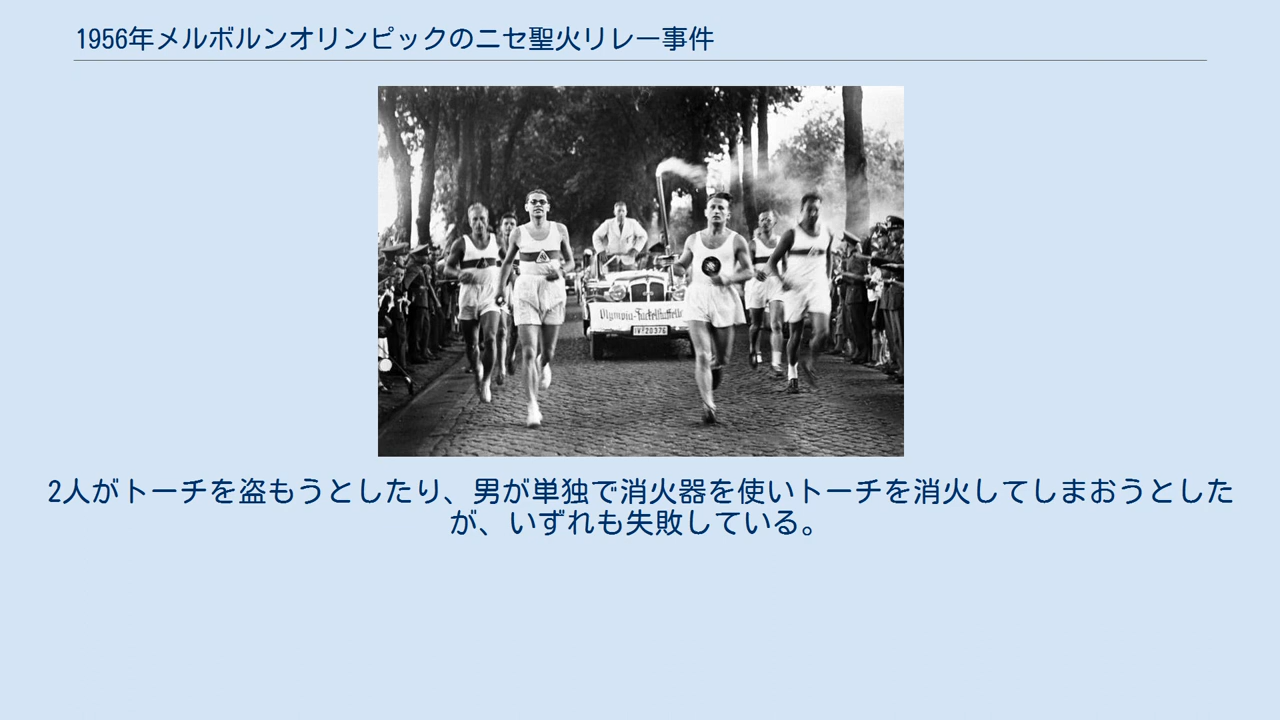 1956年メルボルンオリンピックのニセ聖火リレー事件
Olympia-Fackelstaffel
IV 20376
2人がトーチを盗もうとしたり、男が単独で消火器を使いトーチを消火してしまおうとした
が、いずれも失敗している。